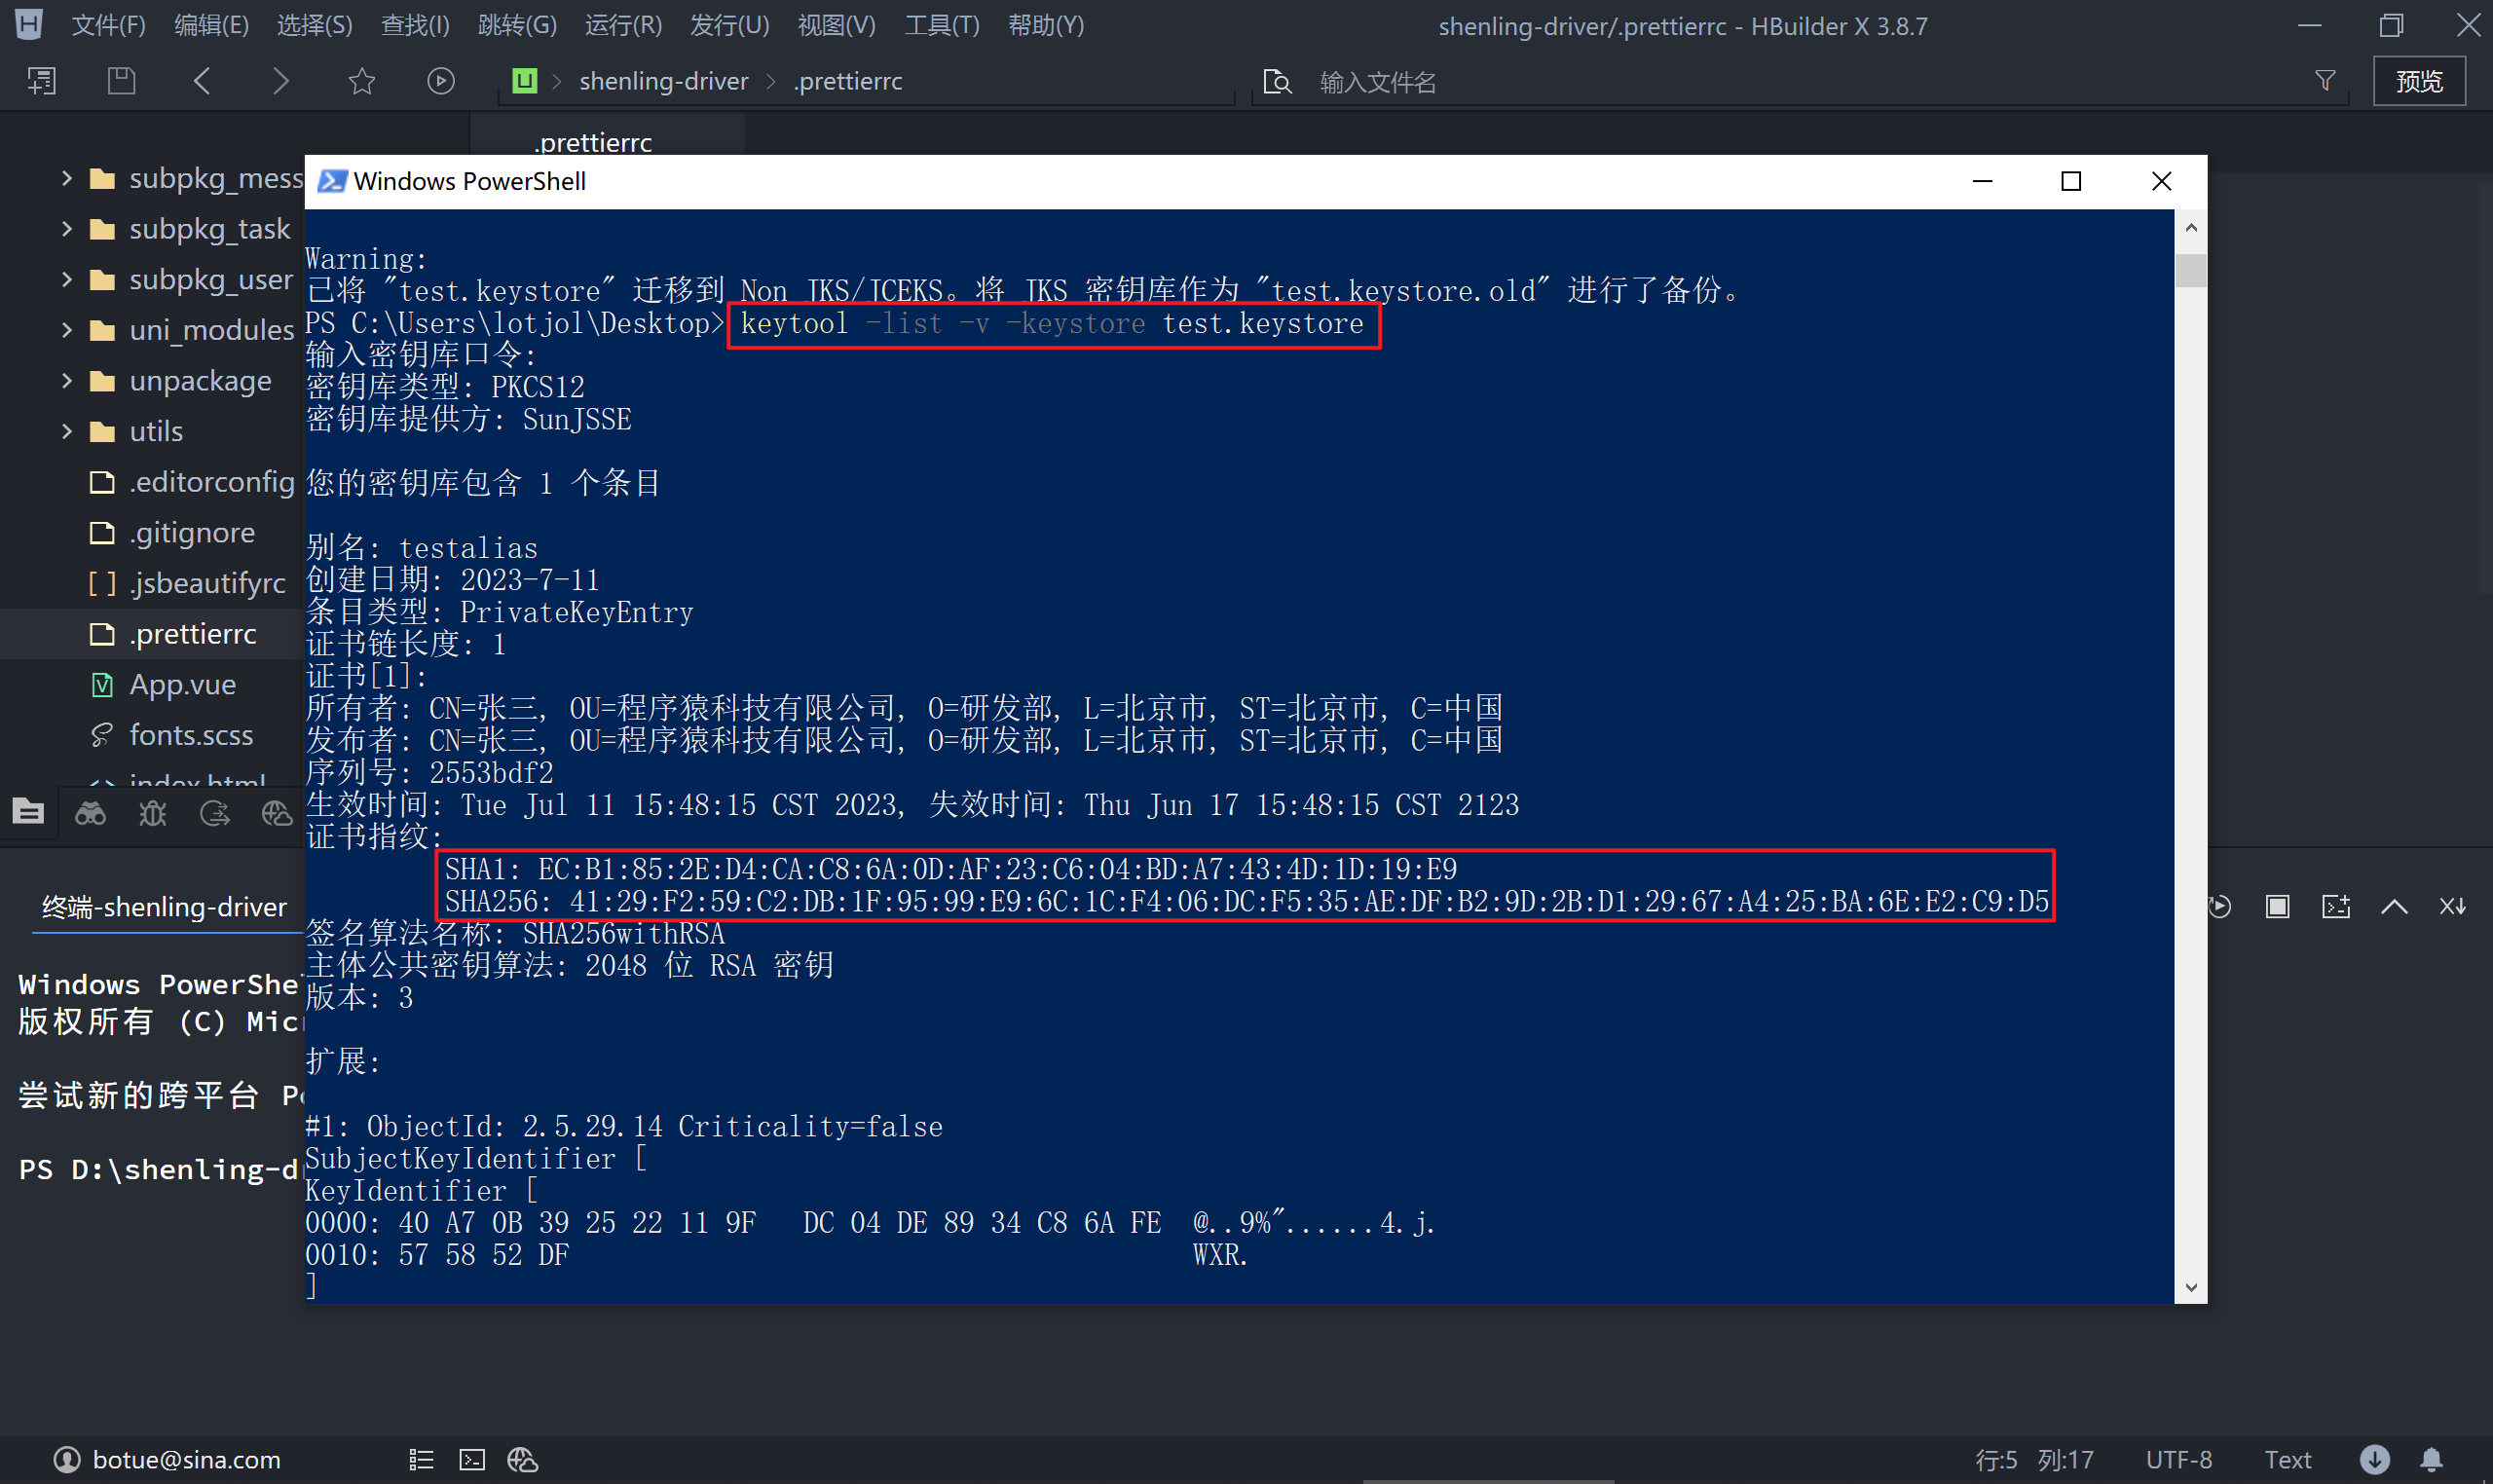 文件(F) 编辑(E) 选择(S) 查找(I) 跳转(G) 运行(R) 发行(U) 视图(V) 工具(T) 帮助(Y) shenling-driver/.prettierrc - HBuilder X 3.8.7
shenling-driver .prettierrc 输入文件名 预览
.prettierrc
subpkg_mess
subpkg_task
subpkg_user
uni_modules
unpackage
utils
.editorconfig
.gitignore
.jsbeautifyrc
.prettierrc
App.vue
fonts.scss
index.html
Windows PowerShell
Warning:
已将 "test.keystore" 迁移到 Non JKS/JCEKS。将 JKS 密钥库作为 "test.keystore.old" 进行了备份。
PS C:\Users\lotjol\Desktop> keytool -list -v -keystore test.keystore
输入密钥库口令:
密钥库类型: PKCS12
密钥库提供方: SunJSSE
您的密钥库包含 1 个条目
别名: testalias
创建日期: 2023-7-11
条目类型: PrivateKeyEntry
证书链长度: 1
证书[1]:
所有者: CN=张三, OU=程序猿科技有限公司, O=研发部, L=北京市, ST=北京市, C=中国
发布者: CN=张三, OU=程序猿科技有限公司, O=研发部, L=北京市, ST=北京市, C=中国
序列号: 2553bdf2
生效时间: Tue Jul 11 15:48:15 CST 2023, 失效时间: Thu Jun 17 15:48:15 CST 2123
证书指纹:
SHA1: EC:B1:85:2E:D4:CA:C8:6A:0D:AF:23:C6:04:BD:A7:43:4D:1D:19:E9
SHA256: 41:29:F2:59:C2:DB:1F:95:99:E9:6C:1C:F4:06:DC:F5:35:AE:DF:B2:9D:2B:D1:29:67:A4:25:BA:6E:E2:C9:D5
签名算法名称: SHA256withRSA
主体公共密钥算法: 2048 位 RSA 密钥
版本: 3
扩展:
#1: ObjectId: 2.5.29.14 Criticality=false
SubjectKeyIdentifier [
KeyIdentifier [
0000: 40 A7 0B 39 25 22 11 9F   DC 04 DE 89 34 C8 6A FE  @..9%"......4.j.
0010: 57 58 52 DF                                        WXR.
]
终端-shenling-driver
Windows PowerShe
版权所有 (C) Micr
尝试新的跨平台 Po
PS D:\shenling-dr
botue@sina.com 行:5 列:17 UTF-8 Text